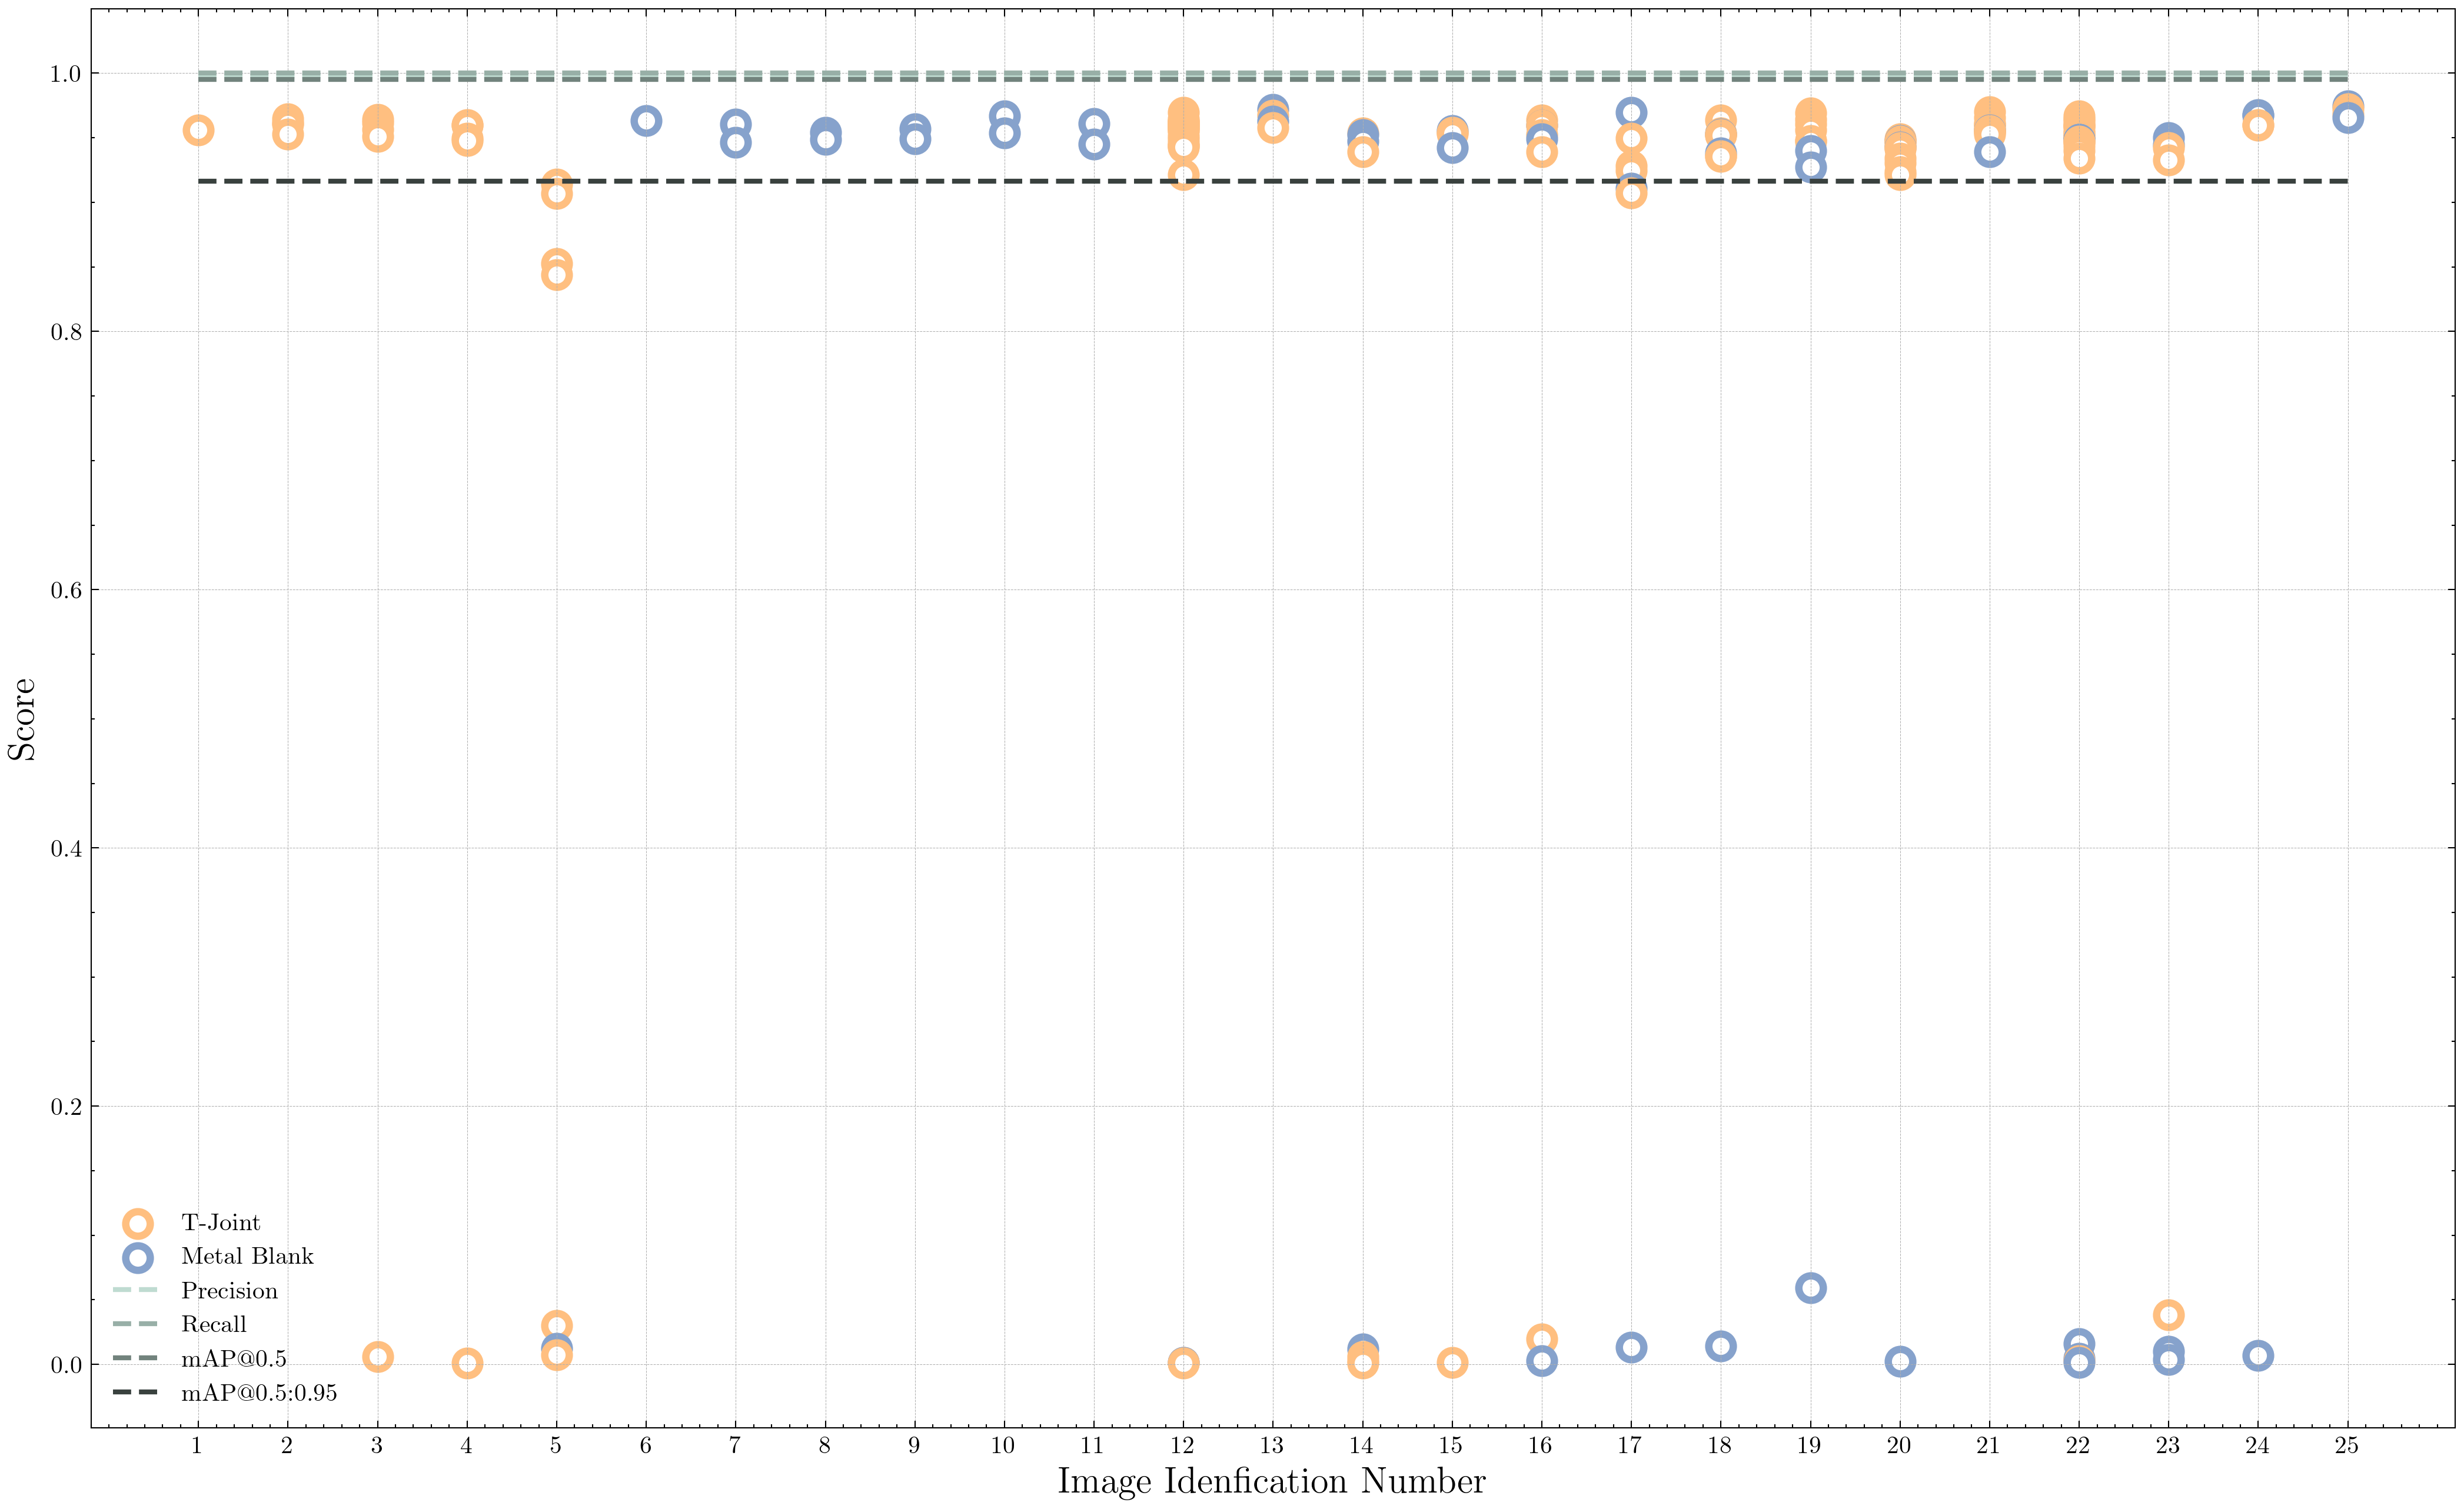 1.0
0.8
0.6
0.4
0.2
0.0
Score
T-Joint
Metal Blank
Precision
Recall
mAP@0.5
mAP@0.5:0.95
1 2 3 4 5 6 7 8 9 10 11 12 13 14 15 16 17 18 19 20 21 22 23 24 25
Image Idenfication Number